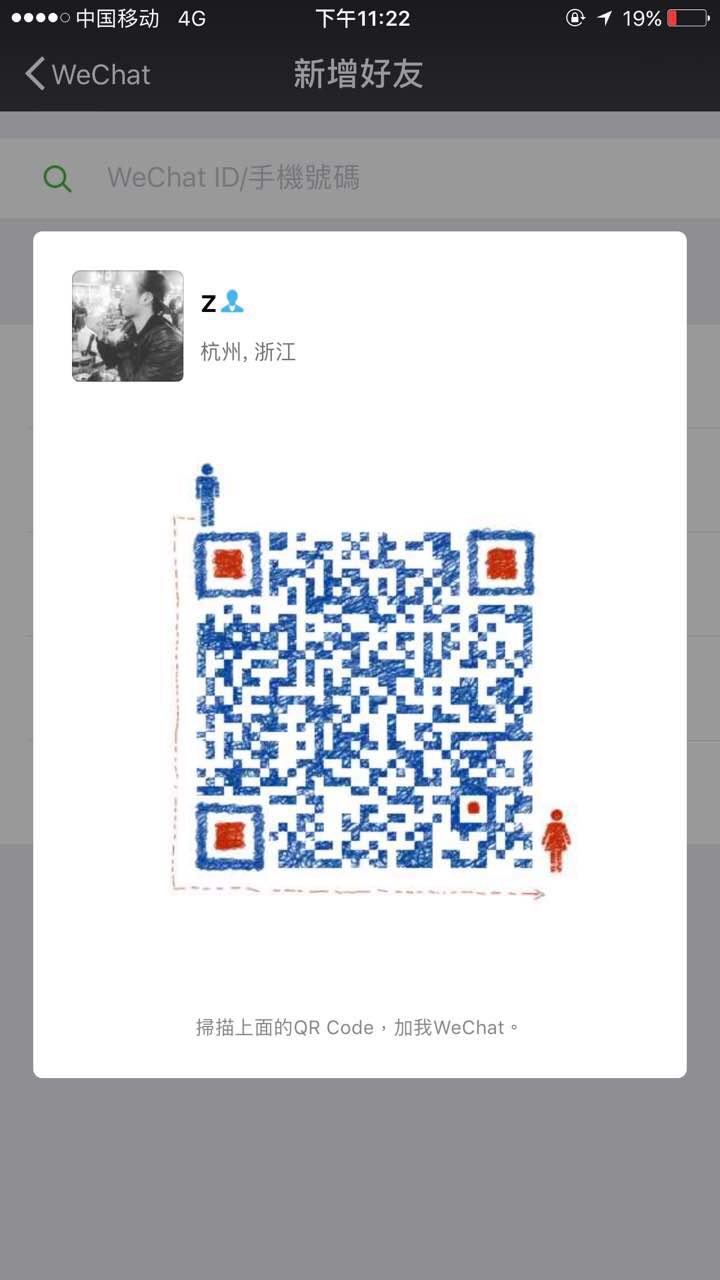 中国移动 4G 下午11:22 19%
WeChat 新增好友
WeChat ID/手機號碼
z
杭州, 浙江
掃描上面的QR Code，加我WeChat。